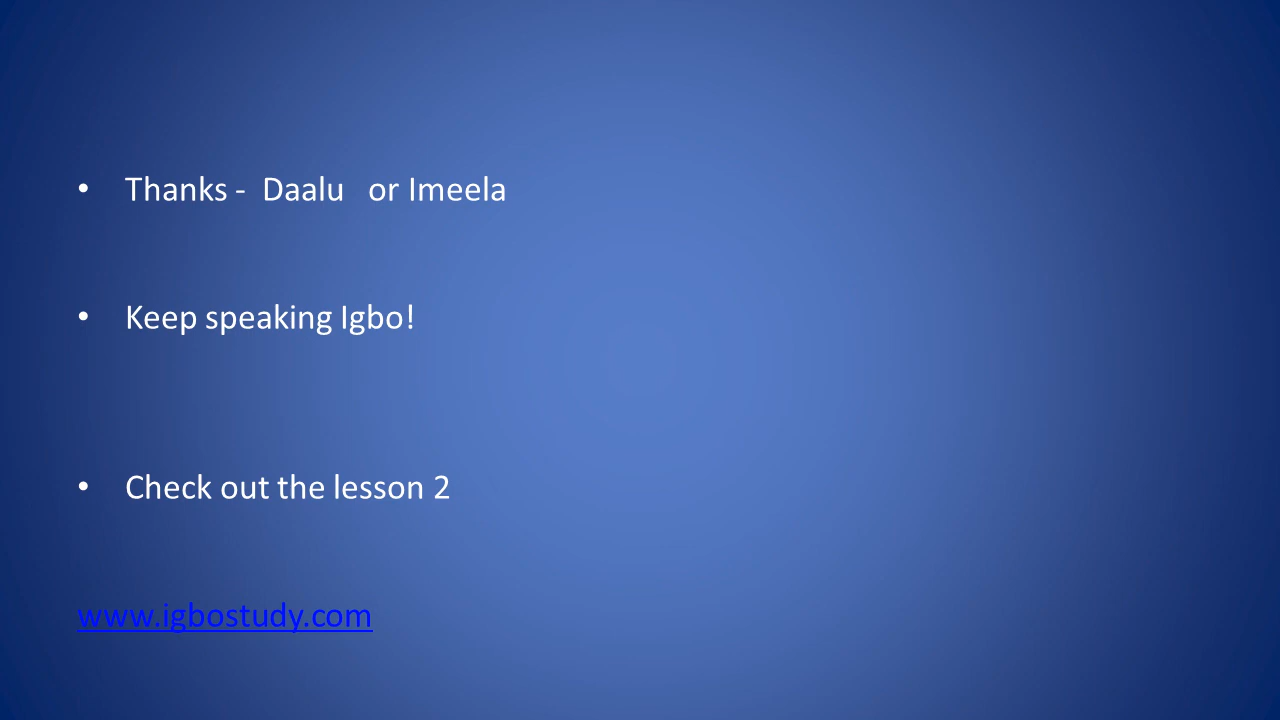 • Thanks -  Daalu   or Imeela
• Keep speaking Igbo!
• Check out the lesson 2
www.igbostudy.com